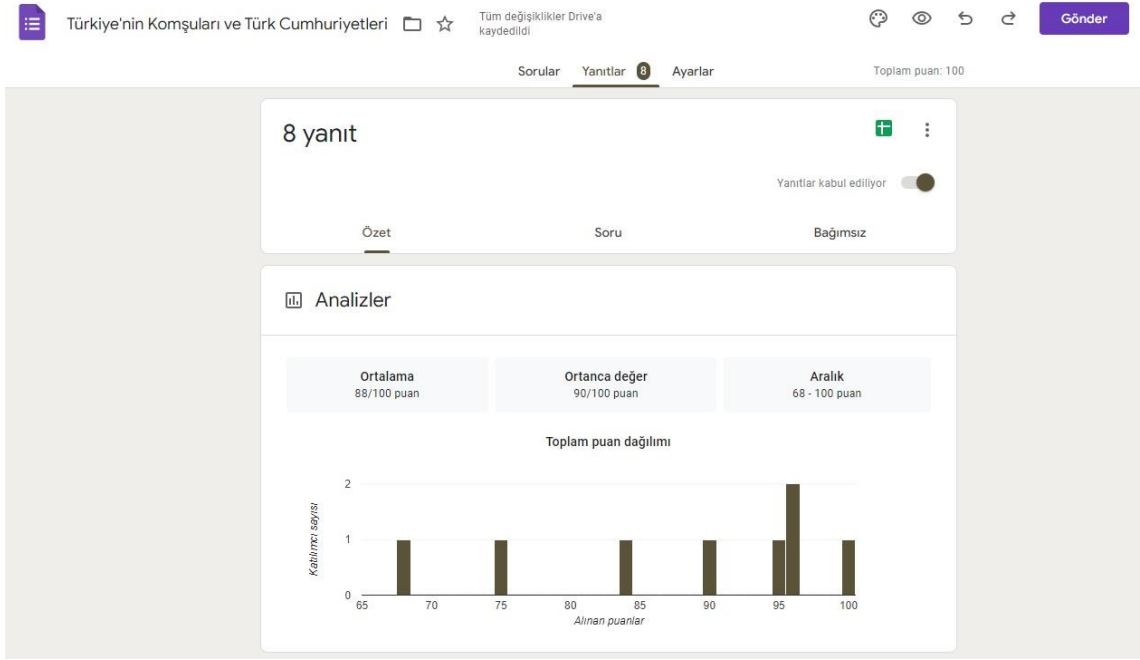 Türkiye'nin Komşuları ve Türk Cumhuriyetleri
Tüm değişiklikler Drive'a
kaydedildi
Gönder
Sorular Yanıtlar 8 Ayarlar
Toplam puan: 100
8 yanıt
Yanıtlar kabul ediliyor
Özet Soru Bağımsız
Analizler
Ortalama
88/100 puan
Ortanca değer
90/100 puan
Aralık
68 - 100 puan
Toplam puan dağılımı
Katılımcı sayısı
2
1
0
65 70 75 80 85 90 95 100
Alınan puanlar